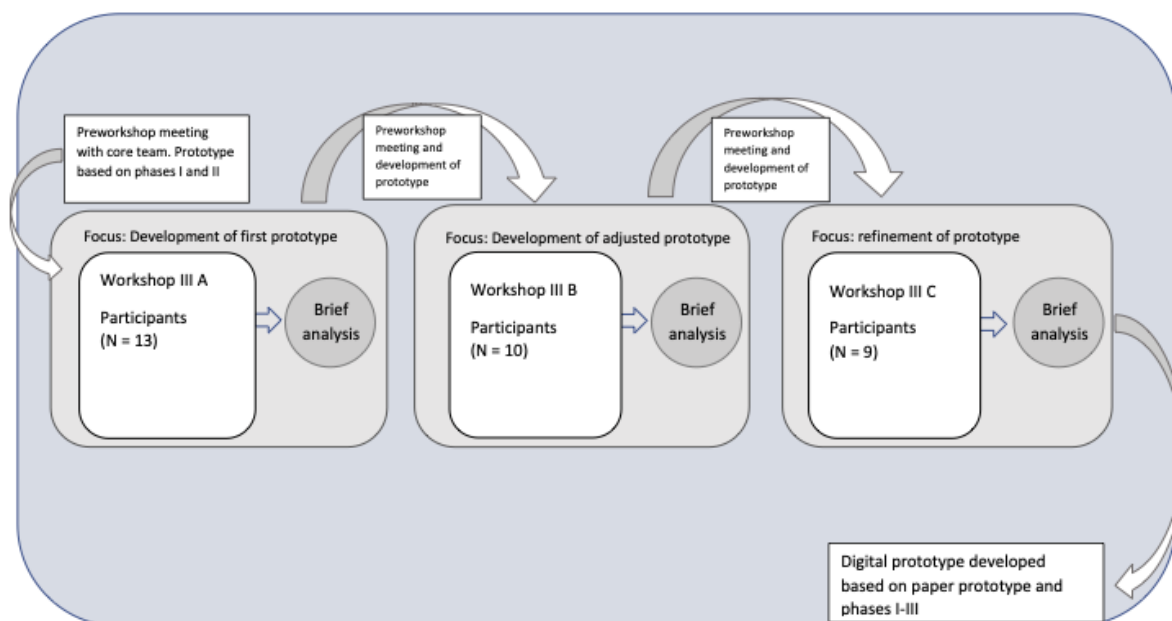 Preworkshop meeting
with core team. Prototype
based on phases I and II
Preworkshop
meeting and
development of
prototype
Preworkshop
meeting and
development of
prototype
Focus: Development of first prototype
Workshop III A
Participants
(N = 13)
Brief
analysis
Focus: Development of adjusted prototype
Workshop III B
Participants
(N = 10)
Brief
analysis
Focus: refinement of prototype
Workshop III C
Participants
(N = 9)
Brief
analysis
Digital prototype developed
based on paper prototype and
phases I-III